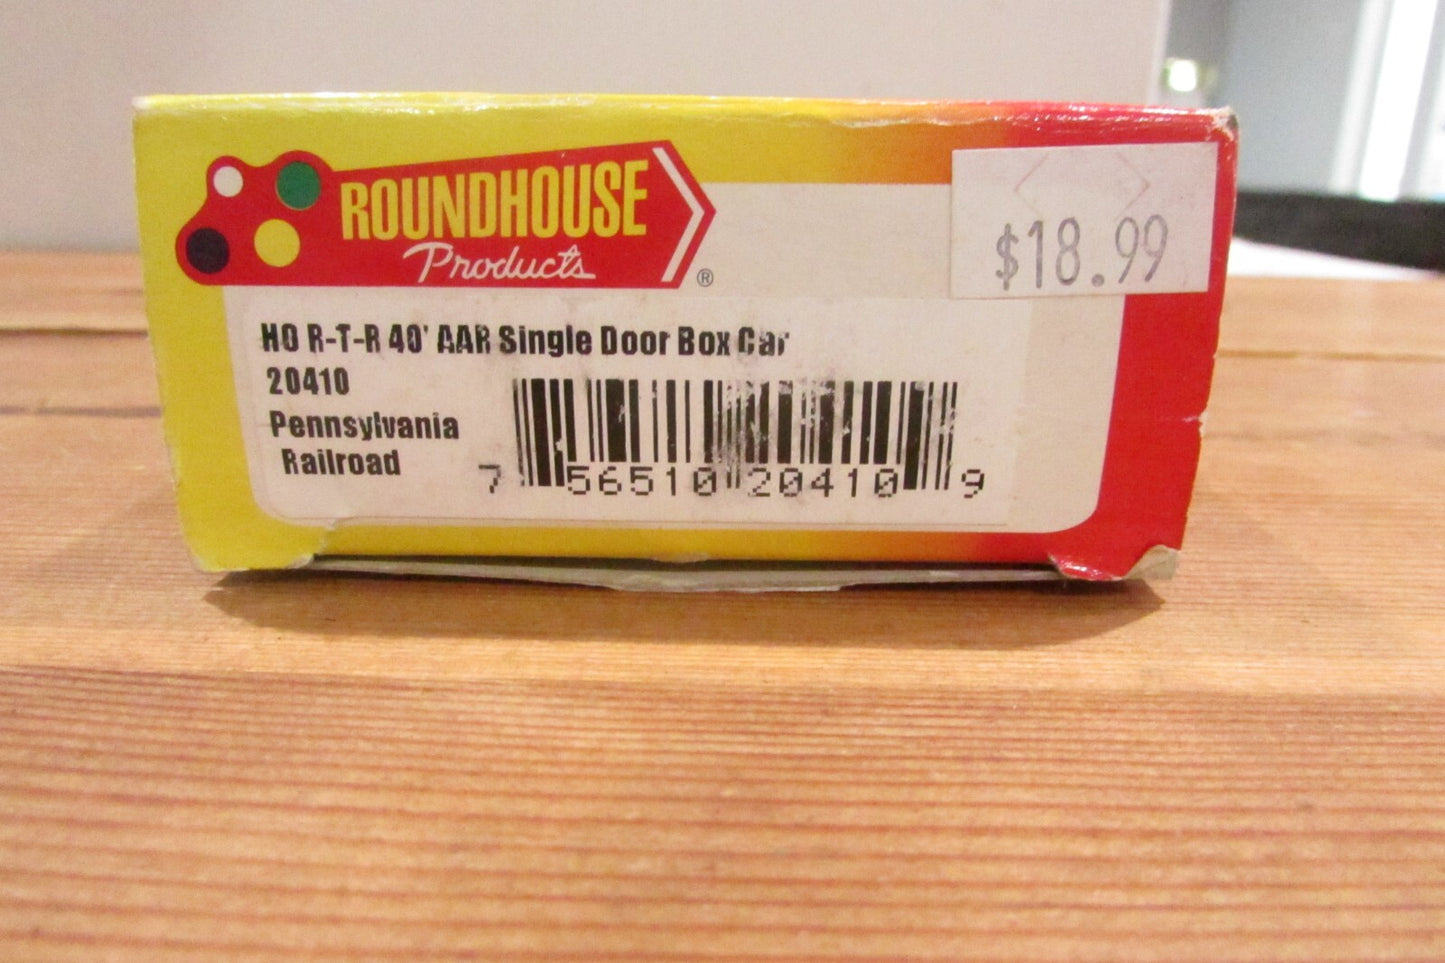 ROUNDHOUSE
Products
®
$18.99
HO R-T-R 40' AAR Single Door Box Car
20410
Pennsylvania
Railroad
7 56510 20410 9